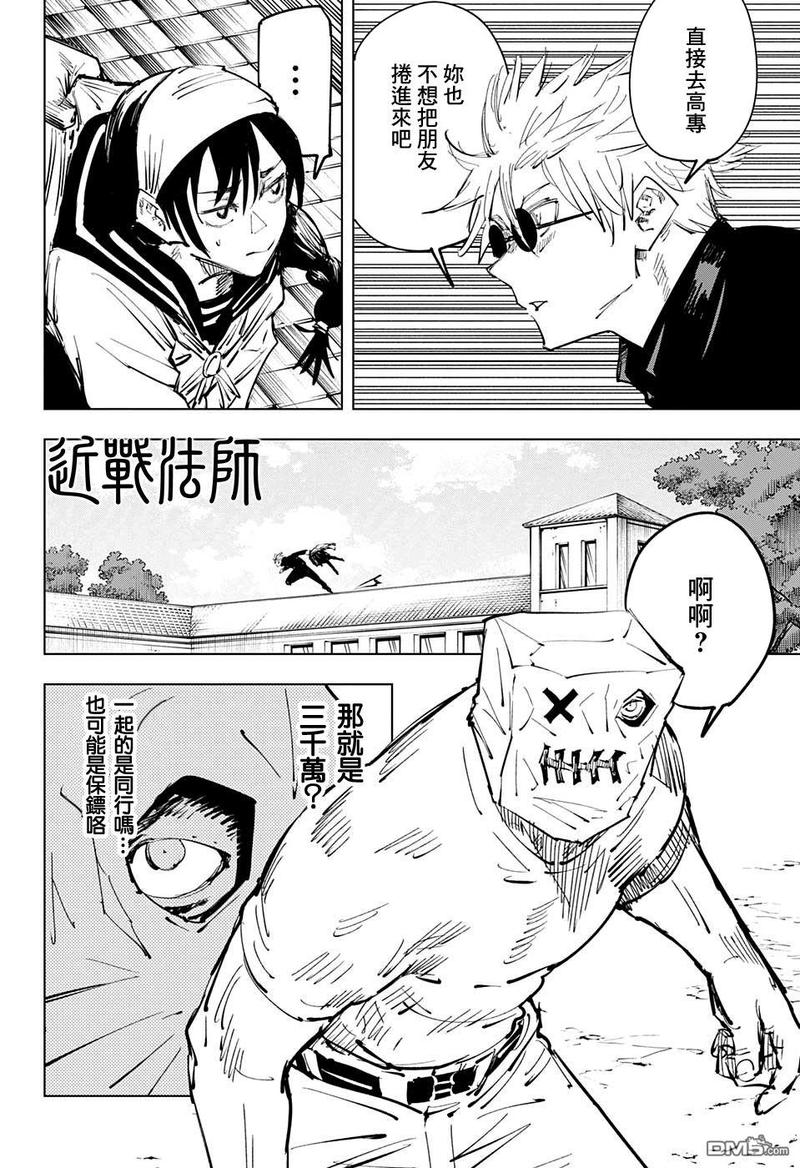 直接去高專
妳也
不想把朋友
捲進來吧
…
近戰法師
啊啊？
那就是
三千萬？
一起的是同行嗎…
也可能是保鏢咯
DM5.com